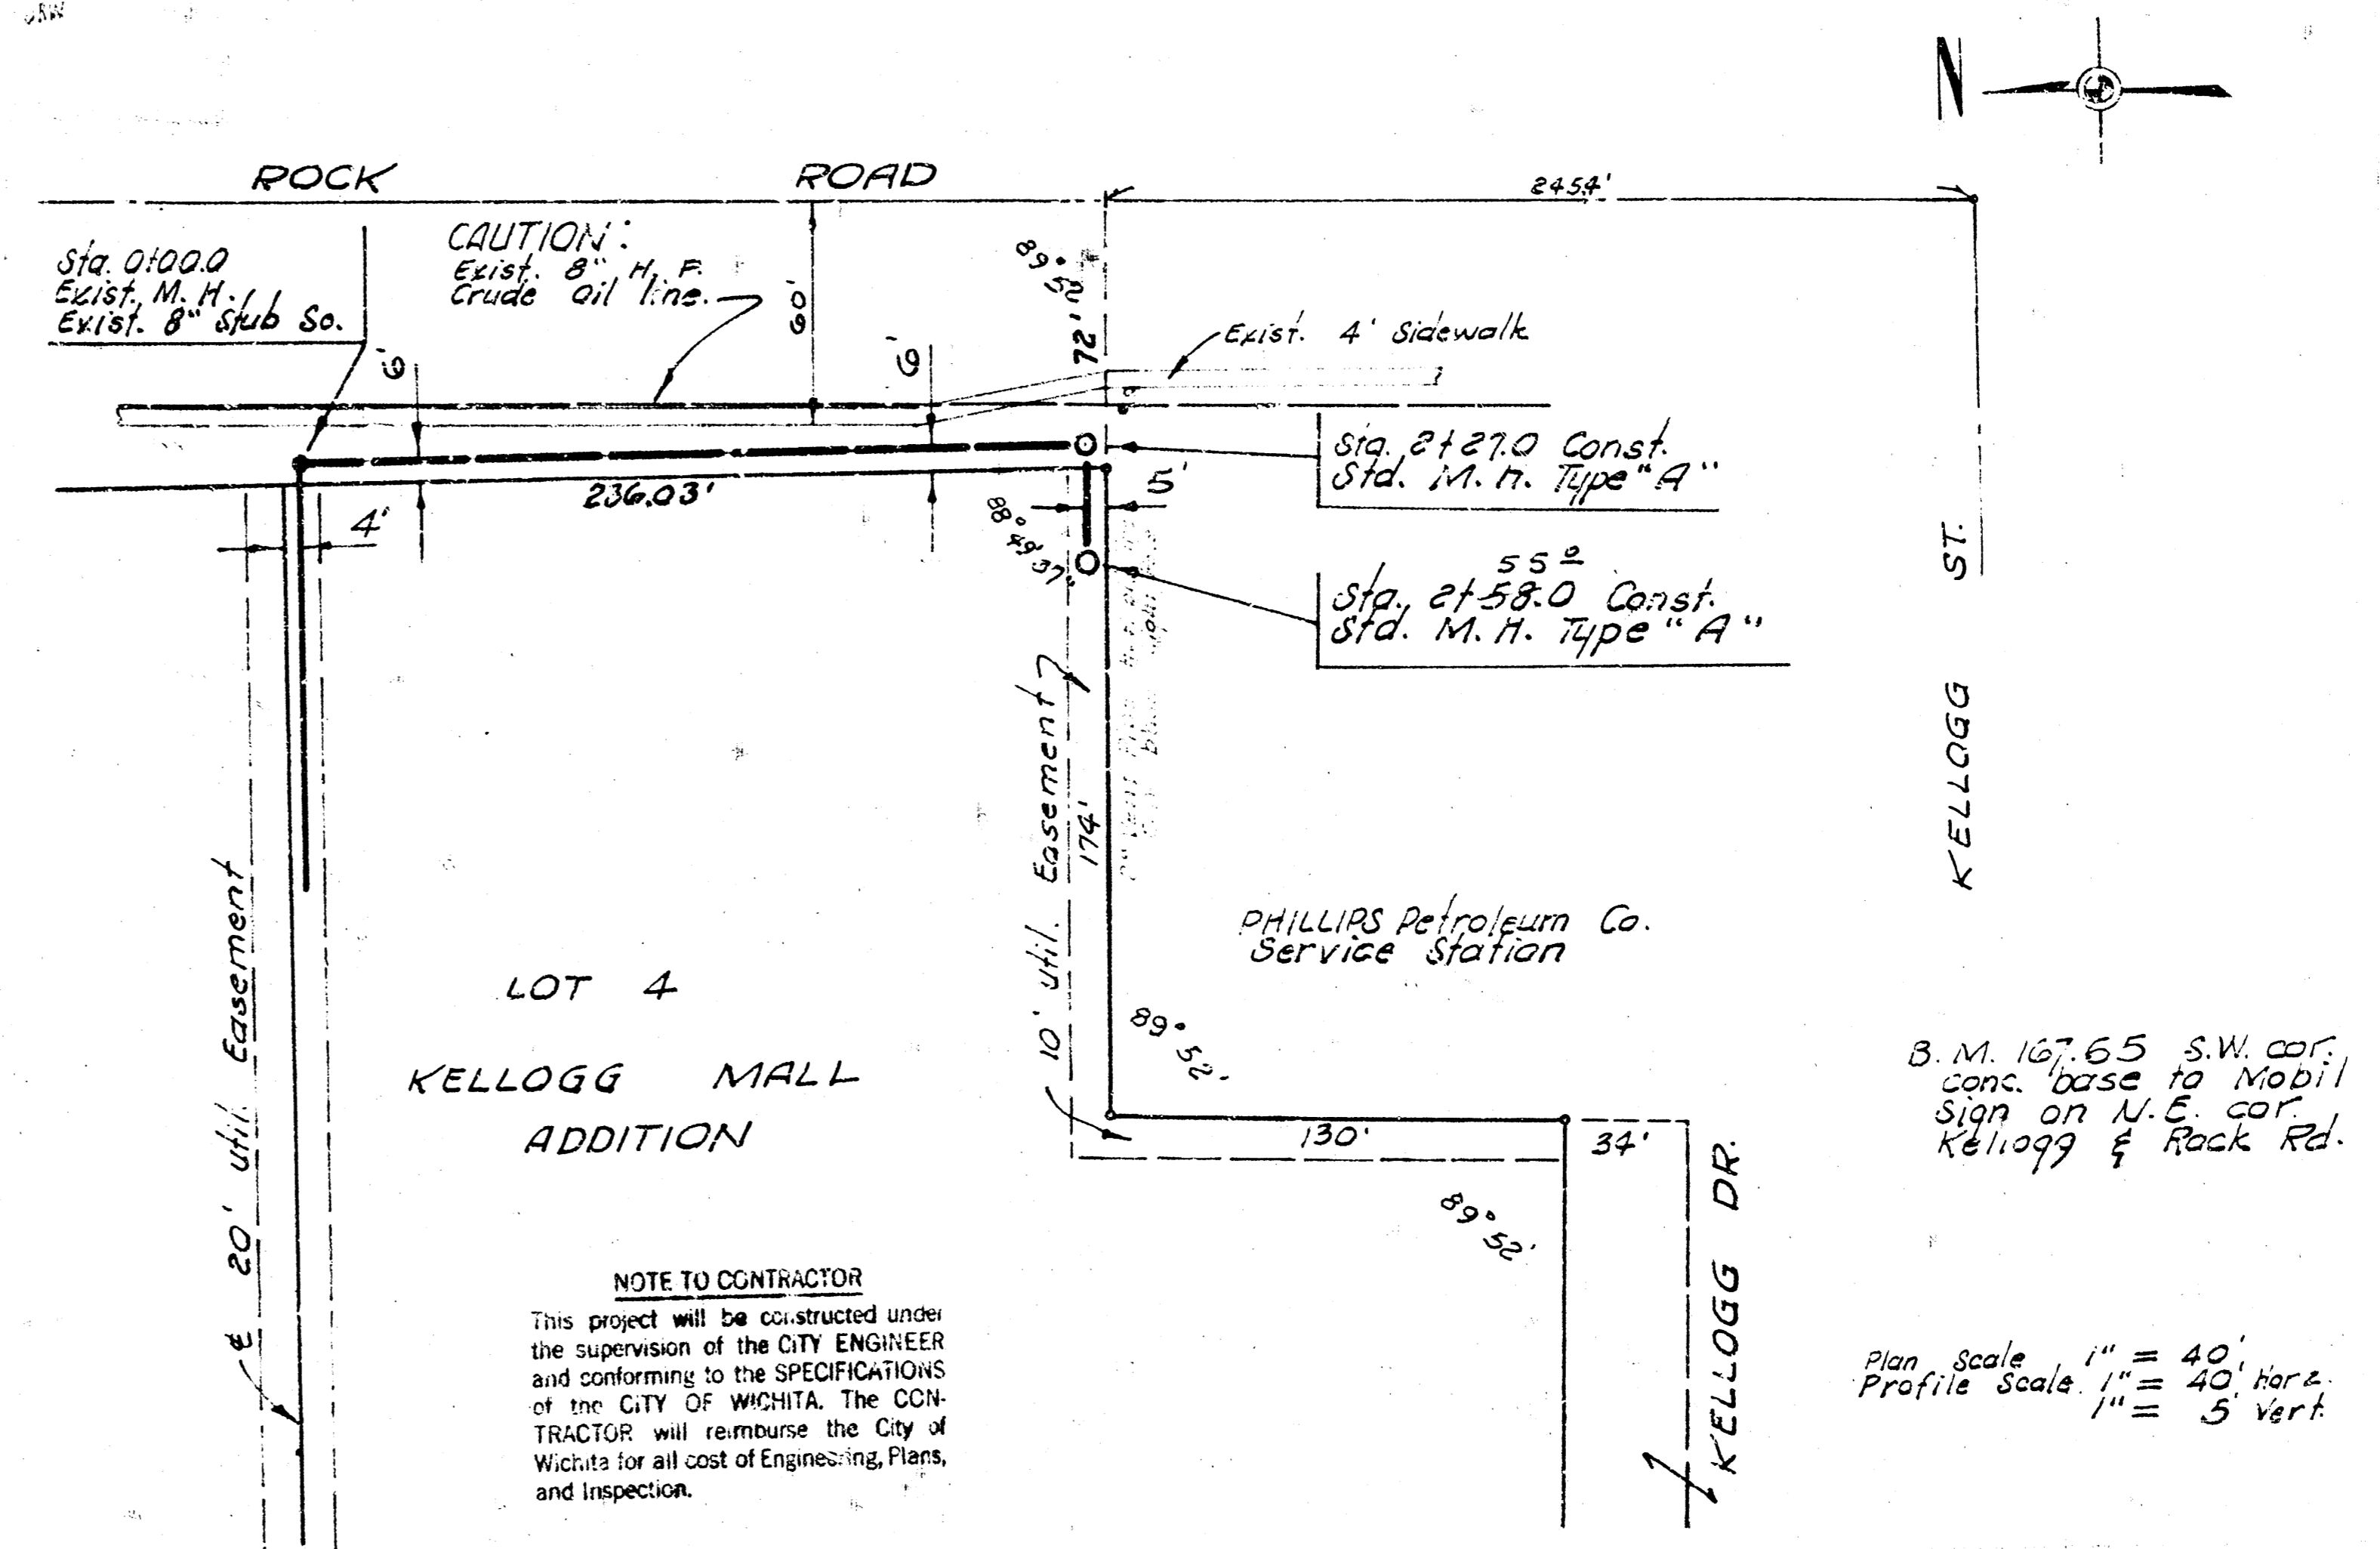 N
ROCK ROAD
245.4'
Sta. 0+00.0
Exist. M. H.
Exist. 8" Stub So.
CAUTION:
Exist. 8" H. P.
Crude Oil line.
60'
89° 52'
72'
Exist. 4' Sidewalk
6'
6'
Sta. 2+27.0 Const.
Std. M. H. Type "A"
236.03'
5'
4'
88° 49' 37"
55º
Sta. 2+58.0 Const.
Std. M. H. Type "A"
KELLOGG ST.
10' Util. Easement
174'
PHILLIPS Petroleum Co.
Service Station
℄ 20' Util. Easement
LOT 4
KELLOGG MALL
ADDITION
89° 52'
130'
34'
89° 52'
KELLOGG DR.
B. M. 167.65 S.W. cor.
conc. base to Mobil
Sign on N.E. cor.
Kellogg & Rock Rd.
NOTE TO CONTRACTOR
This project will be constructed under
the supervision of the CITY ENGINEER
and conforming to the SPECIFICATIONS
of the CITY OF WICHITA. The CON-
TRACTOR will reimburse the City of
Wichita for all cost of Engineering, Plans,
and Inspection.
Plan Scale 1" = 40'
Profile Scale 1" = 40' Horz.
1" = 5' Vert.